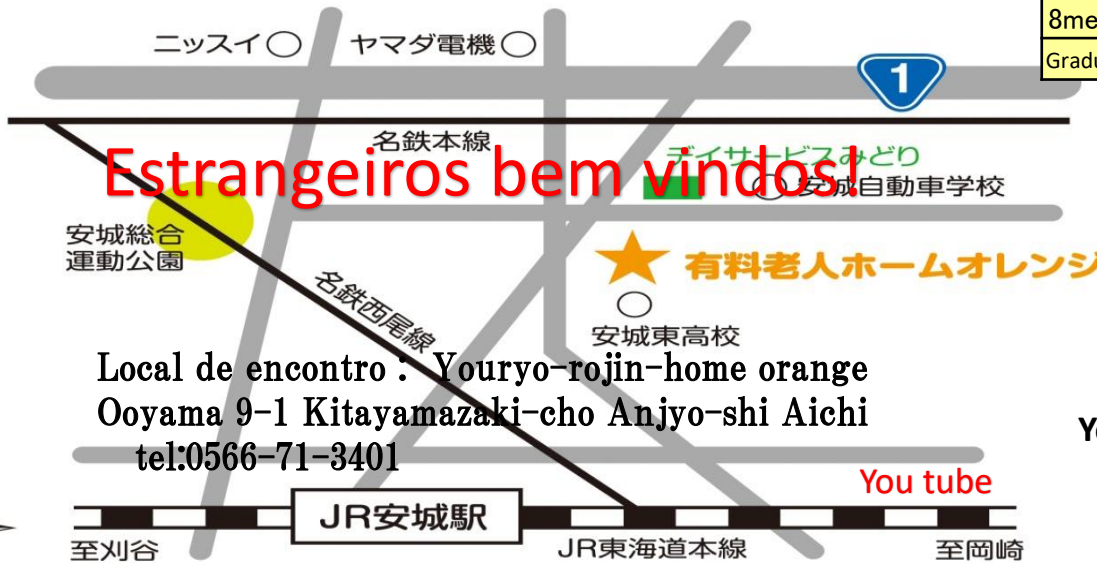 8me
Gradu
ニッスイ
ヤマダ電機
1
名鉄本線
Estrangeiros bem vindos!
デイサービスみどり
安城自動車学校
安城総合
運動公園
有料老人ホームオレンジ
名鉄西尾線
安城東高校
Local de encontro : Youryo-rojin-home orange
Ooyama 9-1 Kitayamazaki-cho Anjyo-shi Aichi
tel:0566-71-3401
Yo
You tube
JR安城駅
至刈谷
JR東海道本線
至岡崎